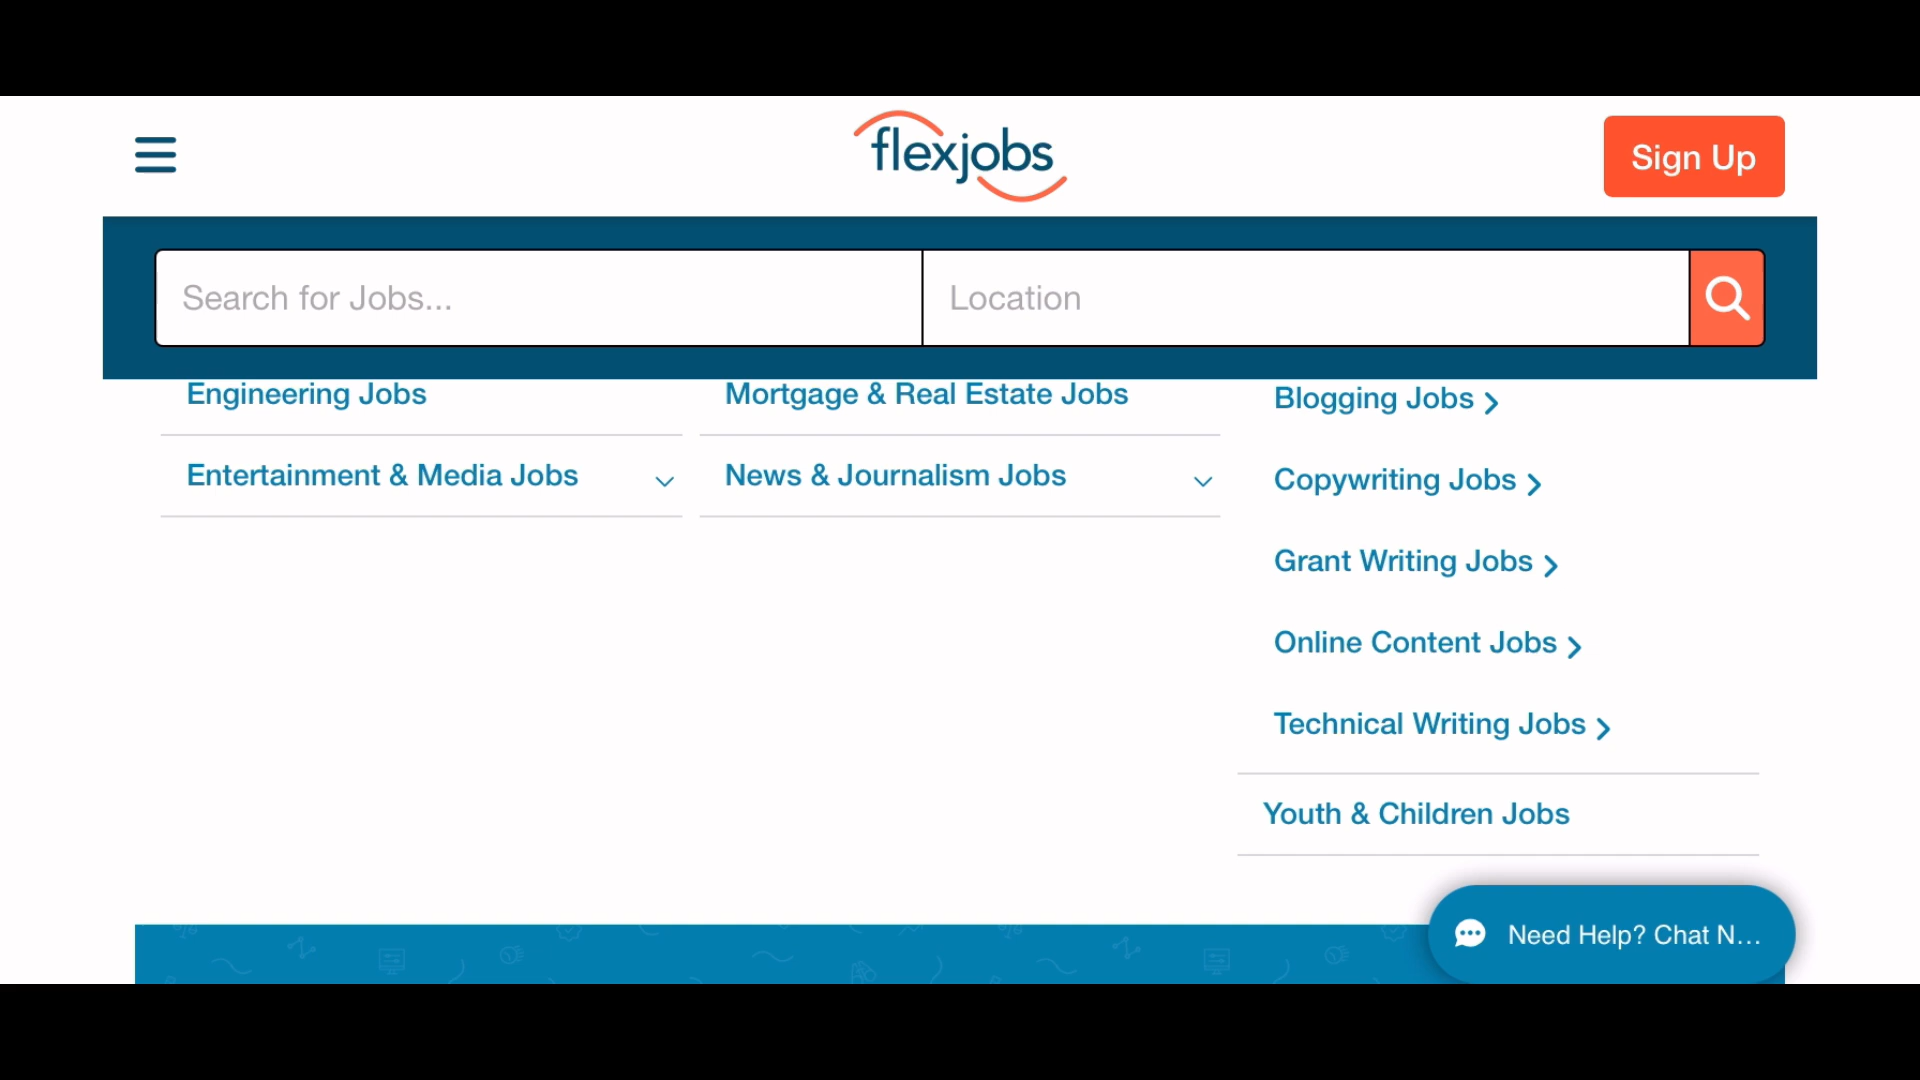 flexjobs
Sign Up
Search for Jobs...
Location
Engineering Jobs
Entertainment & Media Jobs
Mortgage & Real Estate Jobs
News & Journalism Jobs
Blogging Jobs
Copywriting Jobs
Grant Writing Jobs
Online Content Jobs
Technical Writing Jobs
Youth & Children Jobs
Need Help? Chat N...